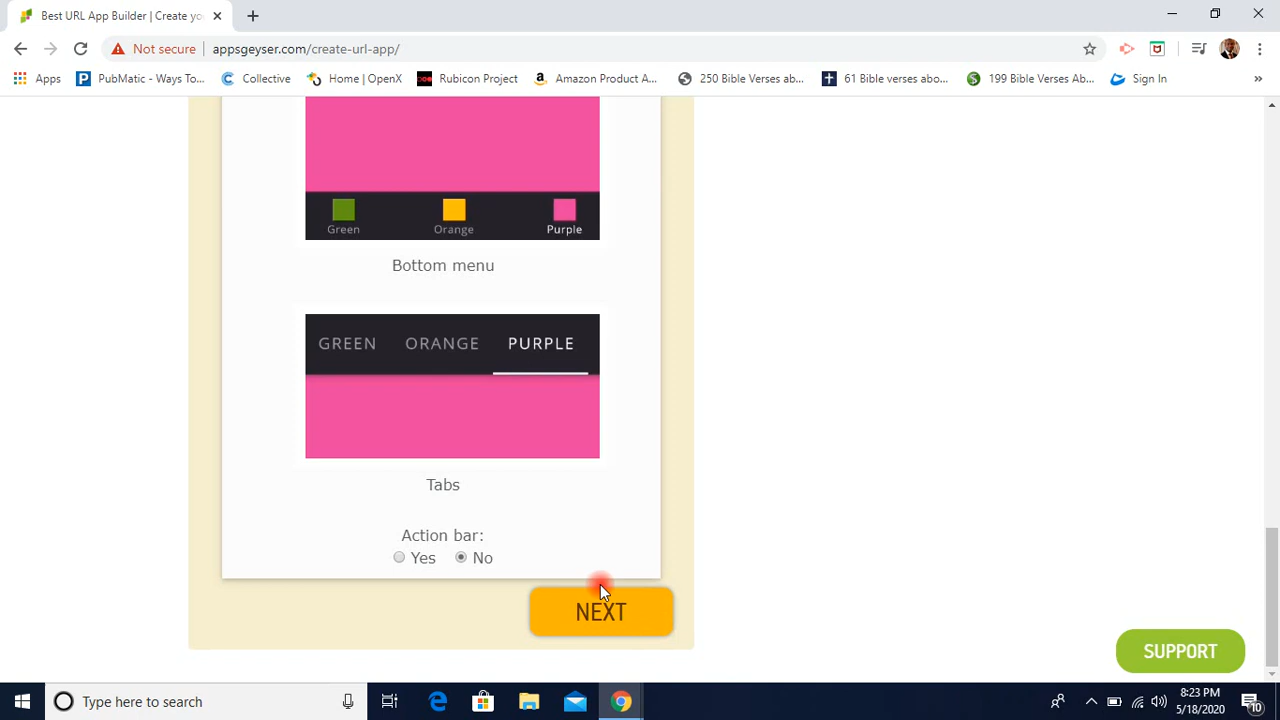 Best URL App Builder | Create yo
Not secure
appsgeyser.com/create-url-app/
Apps
PubMatic - Ways To...
Collective
Home | OpenX
Rubicon Project
Amazon Product A...
250 Bible Verses ab...
61 Bible verses abo...
199 Bible Verses Ab...
Sign In
»
Green
Orange
Purple
Bottom menu
GREEN
ORANGE
PURPLE
Tabs
Action bar:
Yes
No
NEXT
SUPPORT
Type here to search
8:23 PM
5/18/2020
10